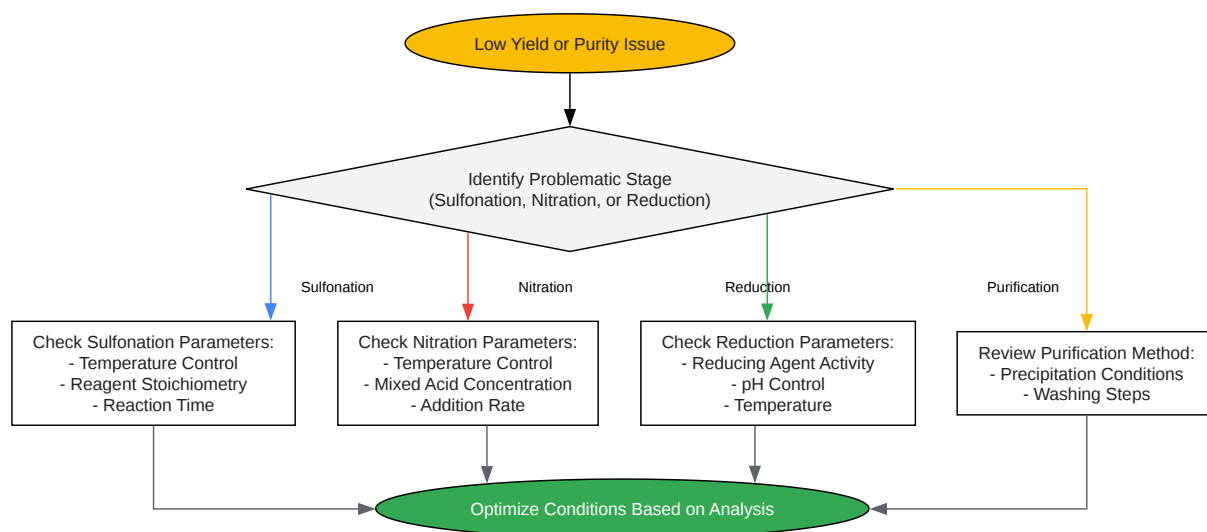 Low Yield or Purity Issue
Identify Problematic Stage
(Sulfonation, Nitration, or Reduction)
Sulfonation
Nitration
Reduction
Purification
Check Sulfonation Parameters:
- Temperature Control
- Reagent Stoichiometry
- Reaction Time
Check Nitration Parameters:
- Temperature Control
- Mixed Acid Concentration
- Addition Rate
Check Reduction Parameters:
- Reducing Agent Activity
- pH Control
- Temperature
Review Purification Method:
- Precipitation Conditions
- Washing Steps
Optimize Conditions Based on Analysis